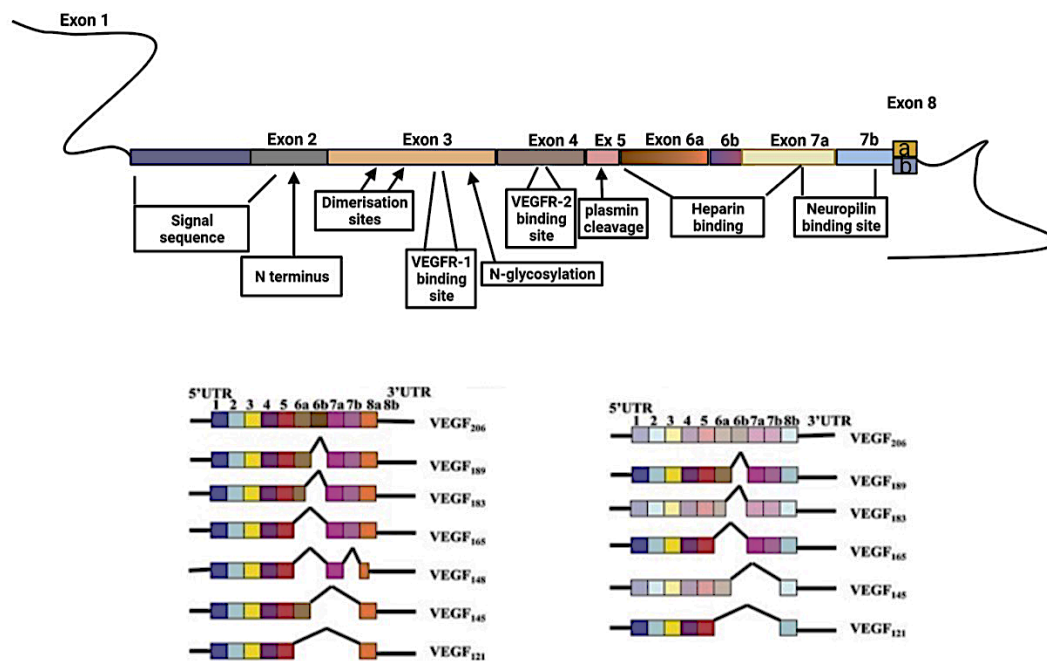 Exon 1
Exon 8
Exon 2 Exon 3 Exon 4 Ex 5 Exon 6a 6b Exon 7a 7b
a
b
Signal
sequence
N terminus
Dimerisation
sites
VEGFR-1
binding
site
N-glycosylation
VEGFR-2
binding
site
plasmin
cleavage
Heparin
binding
Neuropilin
binding site
5'UTR 3'UTR
1 2 3 4 5 6a 6b 7a 7b 8a 8b
VEGF206
VEGF189
VEGF183
VEGF165
VEGF148
VEGF145
VEGF121
5'UTR
1 2 3 4 5 6a 6b 7a 7b 8b 3'UTR
VEGF206
VEGF189
VEGF183
VEGF165
VEGF145
VEGF121